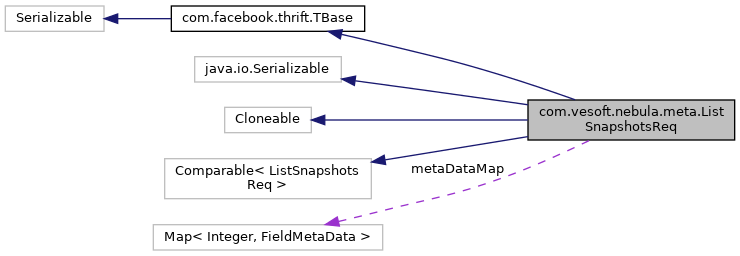 Serializable
com.facebook.thrift.TBase
java.io.Serializable
com.vesoft.nebula.meta.List
SnapshotsReq
Cloneable
Comparable< ListSnapshots
Req >
metaDataMap
Map< Integer, FieldMetaData >